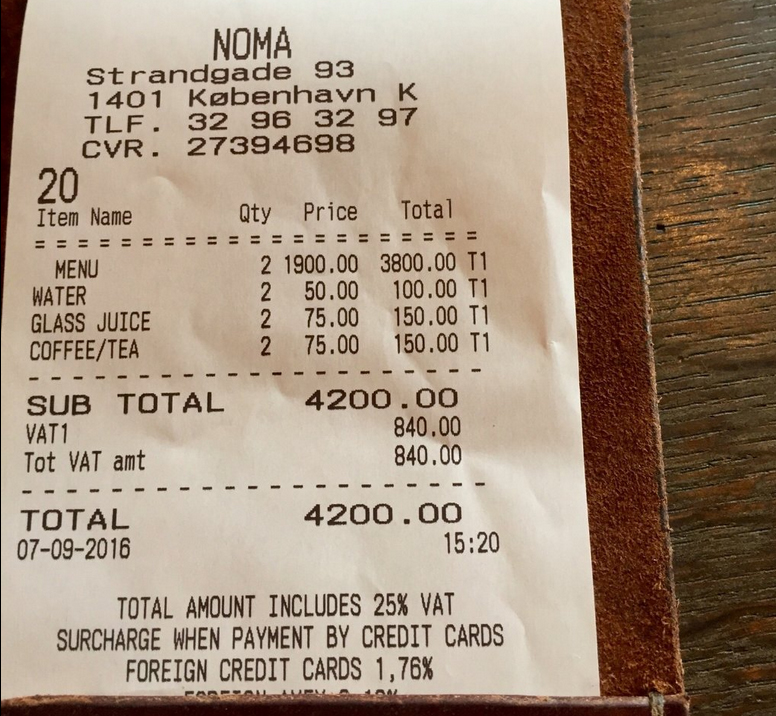 NOMA
Strandgade 93
1401 København K
TLF. 32 96 32 97
CVR. 27394698
20
Item Name Qty Price Total
= = = = = = = = = = = = = = = = = = = = =
MENU 2 1900.00 3800.00 T1
WATER 2 50.00 100.00 T1
GLASS JUICE 2 75.00 150.00 T1
COFFEE/TEA 2 75.00 150.00 T1
- - - - - - - - - - - - - - - - - - - - -
SUB TOTAL 4200.00
VAT1 840.00
Tot VAT amt 840.00
- - - - - - - - - - - - - - - - - - - - -
TOTAL 4200.00
07-09-2016 15:20
TOTAL AMOUNT INCLUDES 25% VAT
SURCHARGE WHEN PAYMENT BY CREDIT CARDS
FOREIGN CREDIT CARDS 1,76%